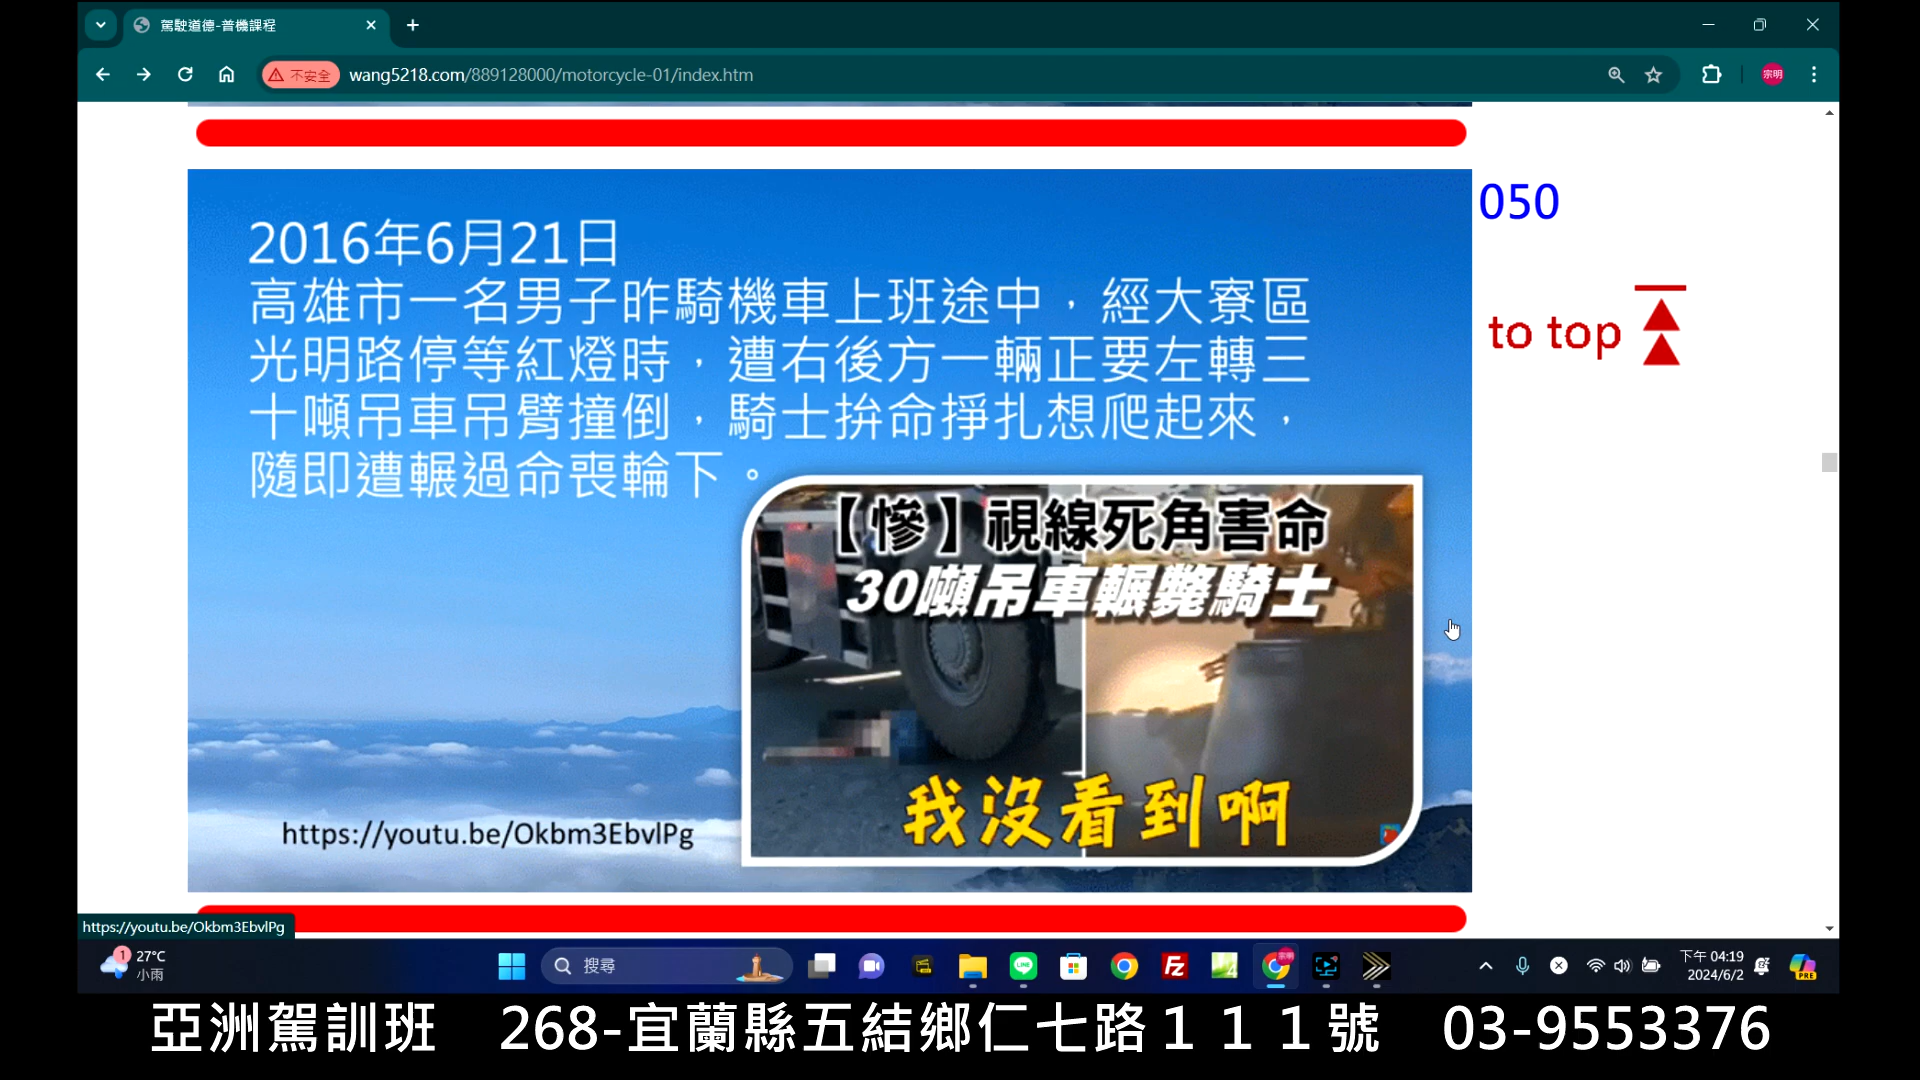 駕駛道德-普機課程
不安全
wang5218.com/889128000/motorcycle-01/index.htm
宗明
050
to top
2016年6月21日
高雄市一名男子昨騎機車上班途中，經大寮區
光明路停等紅燈時，遭右後方一輛正要左轉三
十噸吊車吊臂撞倒，騎士拚命掙扎想爬起來，
隨即遭輾過命喪輪下。
【慘】視線死角害命
30噸吊車輾斃騎士
我沒看到啊
https://youtu.be/Okbm3EbvlPg
https://youtu.be/Okbm3EbvlPg
1
27°C
小雨
搜尋
LINE
宗明
下午 04:19
2024/6/2
PRE
亞洲駕訓班 268-宜蘭縣五結鄉仁七路１１１號 03-9553376